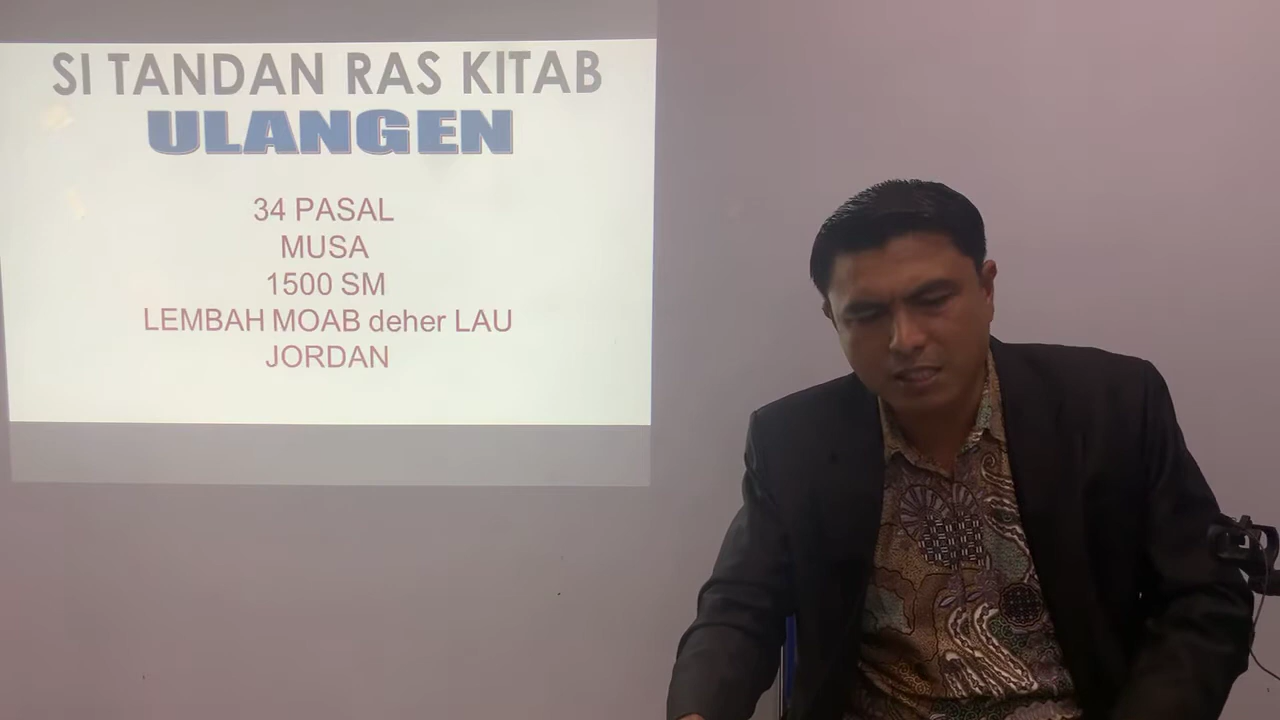 SI TANDAN RAS KITAB
ULANGEN
34 PASAL
MUSA
1500 SM
LEMBAH MOAB deher LAU
JORDAN